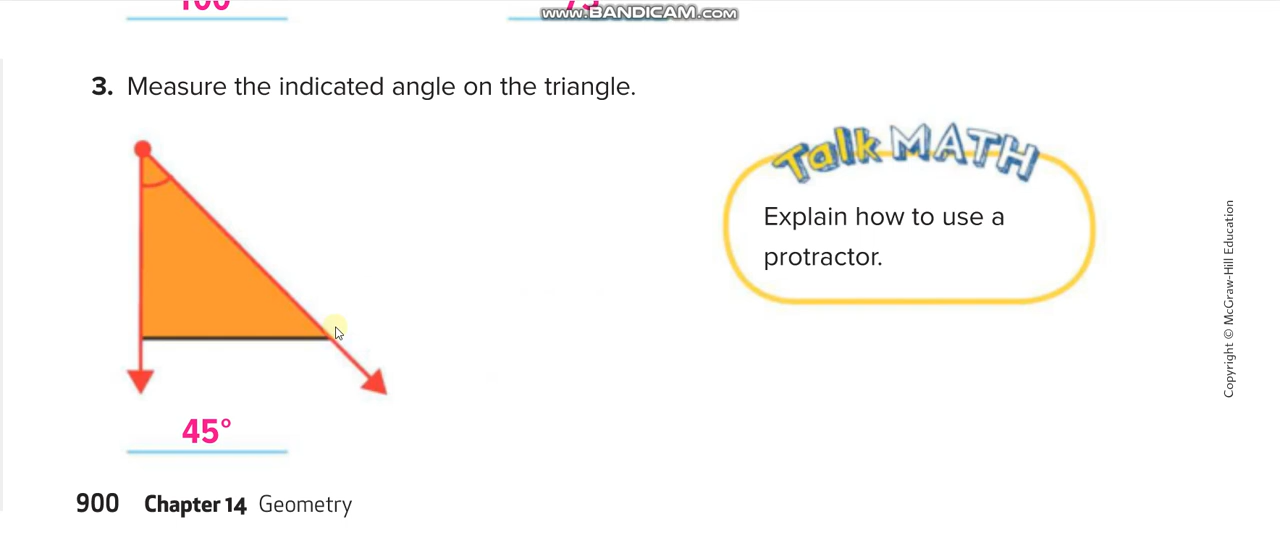 www.BANDICAM.com
3. Measure the indicated angle on the triangle.
Talk MATH
Explain how to use a
protractor.
45°
Copyright © McGraw-Hill Education
900 Chapter 14 Geometry